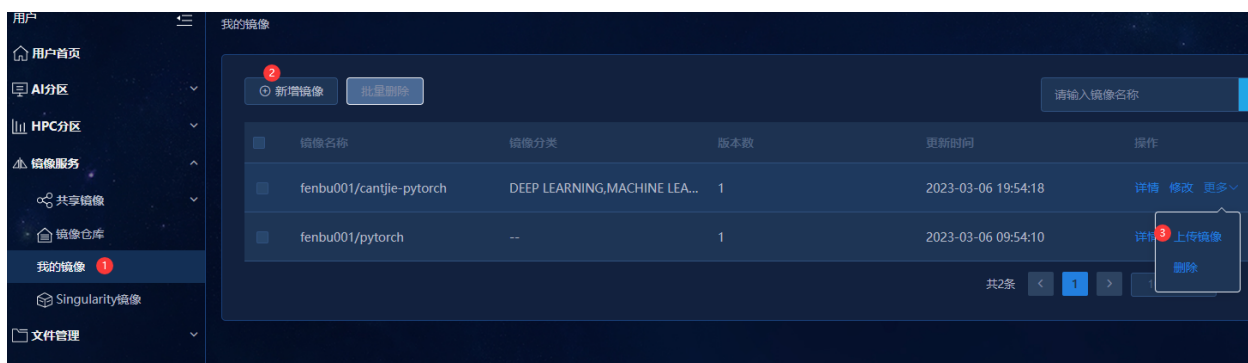 用户
我的镜像
用户首页
AI分区
HPC分区
镜像服务
共享镜像
镜像仓库
我的镜像 1
Singularity镜像
文件管理
2
新增镜像 批量删除 请输入镜像名称
镜像名称 镜像分类 版本数 更新时间 操作
fenbu001/cantjie-pytorch DEEP LEARNING,MACHINE LEA... 1 2023-03-06 19:54:18 详情 修改 更多
fenbu001/pytorch -- 1 2023-03-06 09:54:10 详情
3 上传镜像
删除
共2条 < 1 > 1